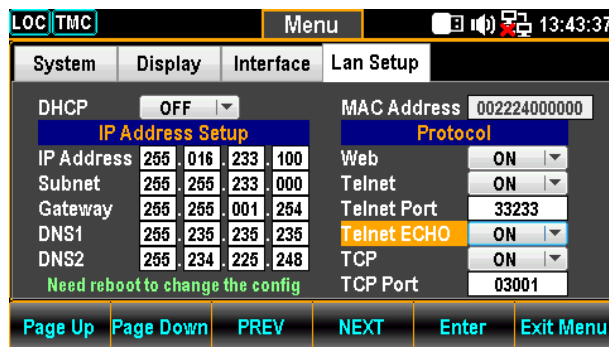 LOC TMC Menu 13:43:37
System Display Interface Lan Setup
DHCP OFF MAC Address 002224000000
IP Address Setup Protocol
IP Address 255 . 016 . 233 . 100 Web ON
Subnet 255 . 255 . 233 . 000 Telnet ON
Gateway 255 . 255 . 001 . 254 Telnet Port 33233
DNS1 255 . 235 . 235 . 235 Telnet ECHO ON
DNS2 255 . 234 . 225 . 248 TCP ON
Need reboot to change the config TCP Port 03001
Page Up Page Down PREV NEXT Enter Exit Menu